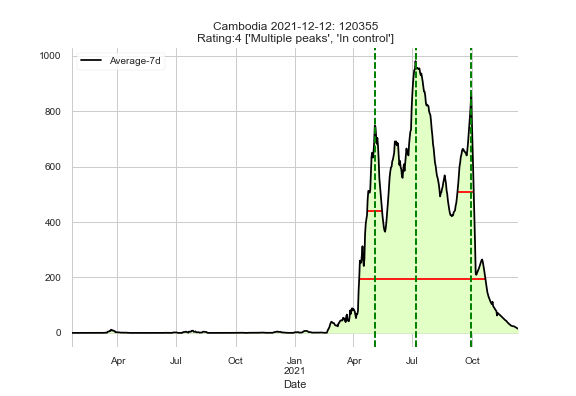 Cambodia 2021-12-12: 120355
Rating:4 ['Multiple peaks', 'In control']
Average-7d
1000
800
600
400
200
0
Apr Jul Oct Jan Apr Jul Oct
2021
Date